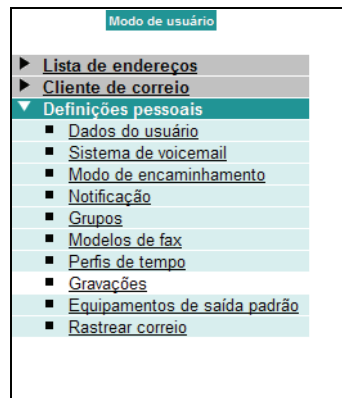 Modo de usuário
Lista de endereços
Cliente de correio
Definições pessoais
Dados do usuário
Sistema de voicemail
Modo de encaminhamento
Notificação
Grupos
Modelos de fax
Perfis de tempo
Gravações
Equipamentos de saída padrão
Rastrear correio